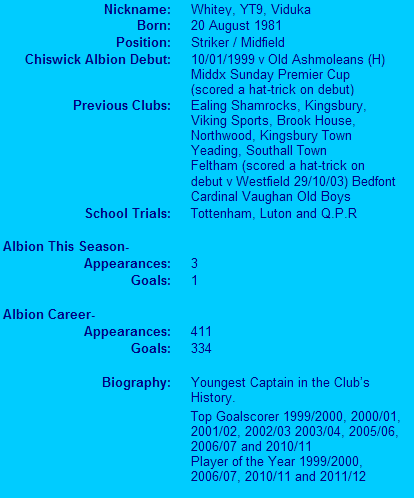 Nickname: Whitey, YT9, Viduka
Born: 20 August 1981
Position: Striker / Midfield
Chiswick Albion Debut: 10/01/1999 v Old Ashmoleans (H)
Middx Sunday Premier Cup
(scored a hat-trick on debut)
Previous Clubs: Ealing Shamrocks, Kingsbury,
Viking Sports, Brook House,
Northwood, Kingsbury Town
Yeading, Southall Town
Feltham (scored a hat-trick on
debut v Westfield 29/10/03) Bedfont
Cardinal Vaughan Old Boys
School Trials: Tottenham, Luton and Q.P.R
Albion This Season-
Appearances: 3
Goals: 1
Albion Career-
Appearances: 411
Goals: 334
Biography: Youngest Captain in the Club's
History.
Top Goalscorer 1999/2000, 2000/01,
2001/02, 2002/03 2003/04, 2005/06,
2006/07 and 2010/11
Player of the Year 1999/2000,
2006/07, 2010/11 and 2011/12